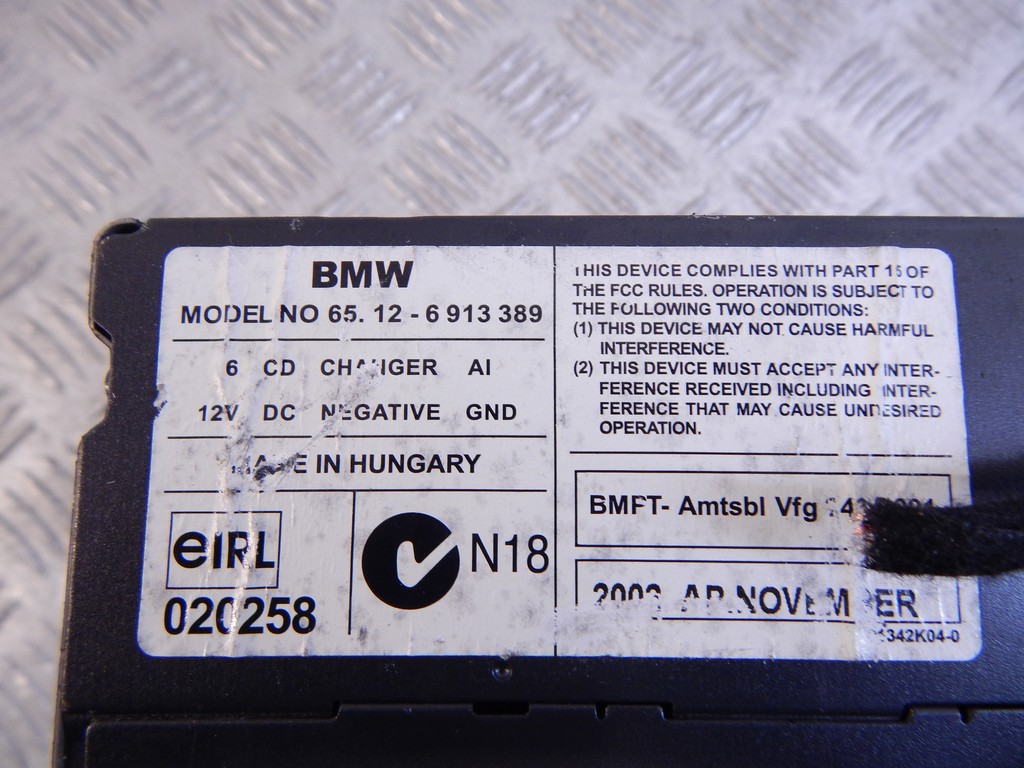 BMW
MODEL NO 65. 12 - 6 913 389
6 CD CHANGER AI
12V DC NEGATIVE GND
MADE IN HUNGARY
eIRL
020258
N18
THIS DEVICE COMPLIES WITH PART 15 OF
THE FCC RULES. OPERATION IS SUBJECT TO
THE FOLLOWING TWO CONDITIONS:
(1) THIS DEVICE MAY NOT CAUSE HARMFUL
INTERFERENCE.
(2) THIS DEVICE MUST ACCEPT ANY INTER-
FERENCE RECEIVED INCLUDING INTER-
FERENCE THAT MAY CAUSE UNDESIRED
OPERATION.
BMFT- Amtsbl Vfg
NOVEMBER